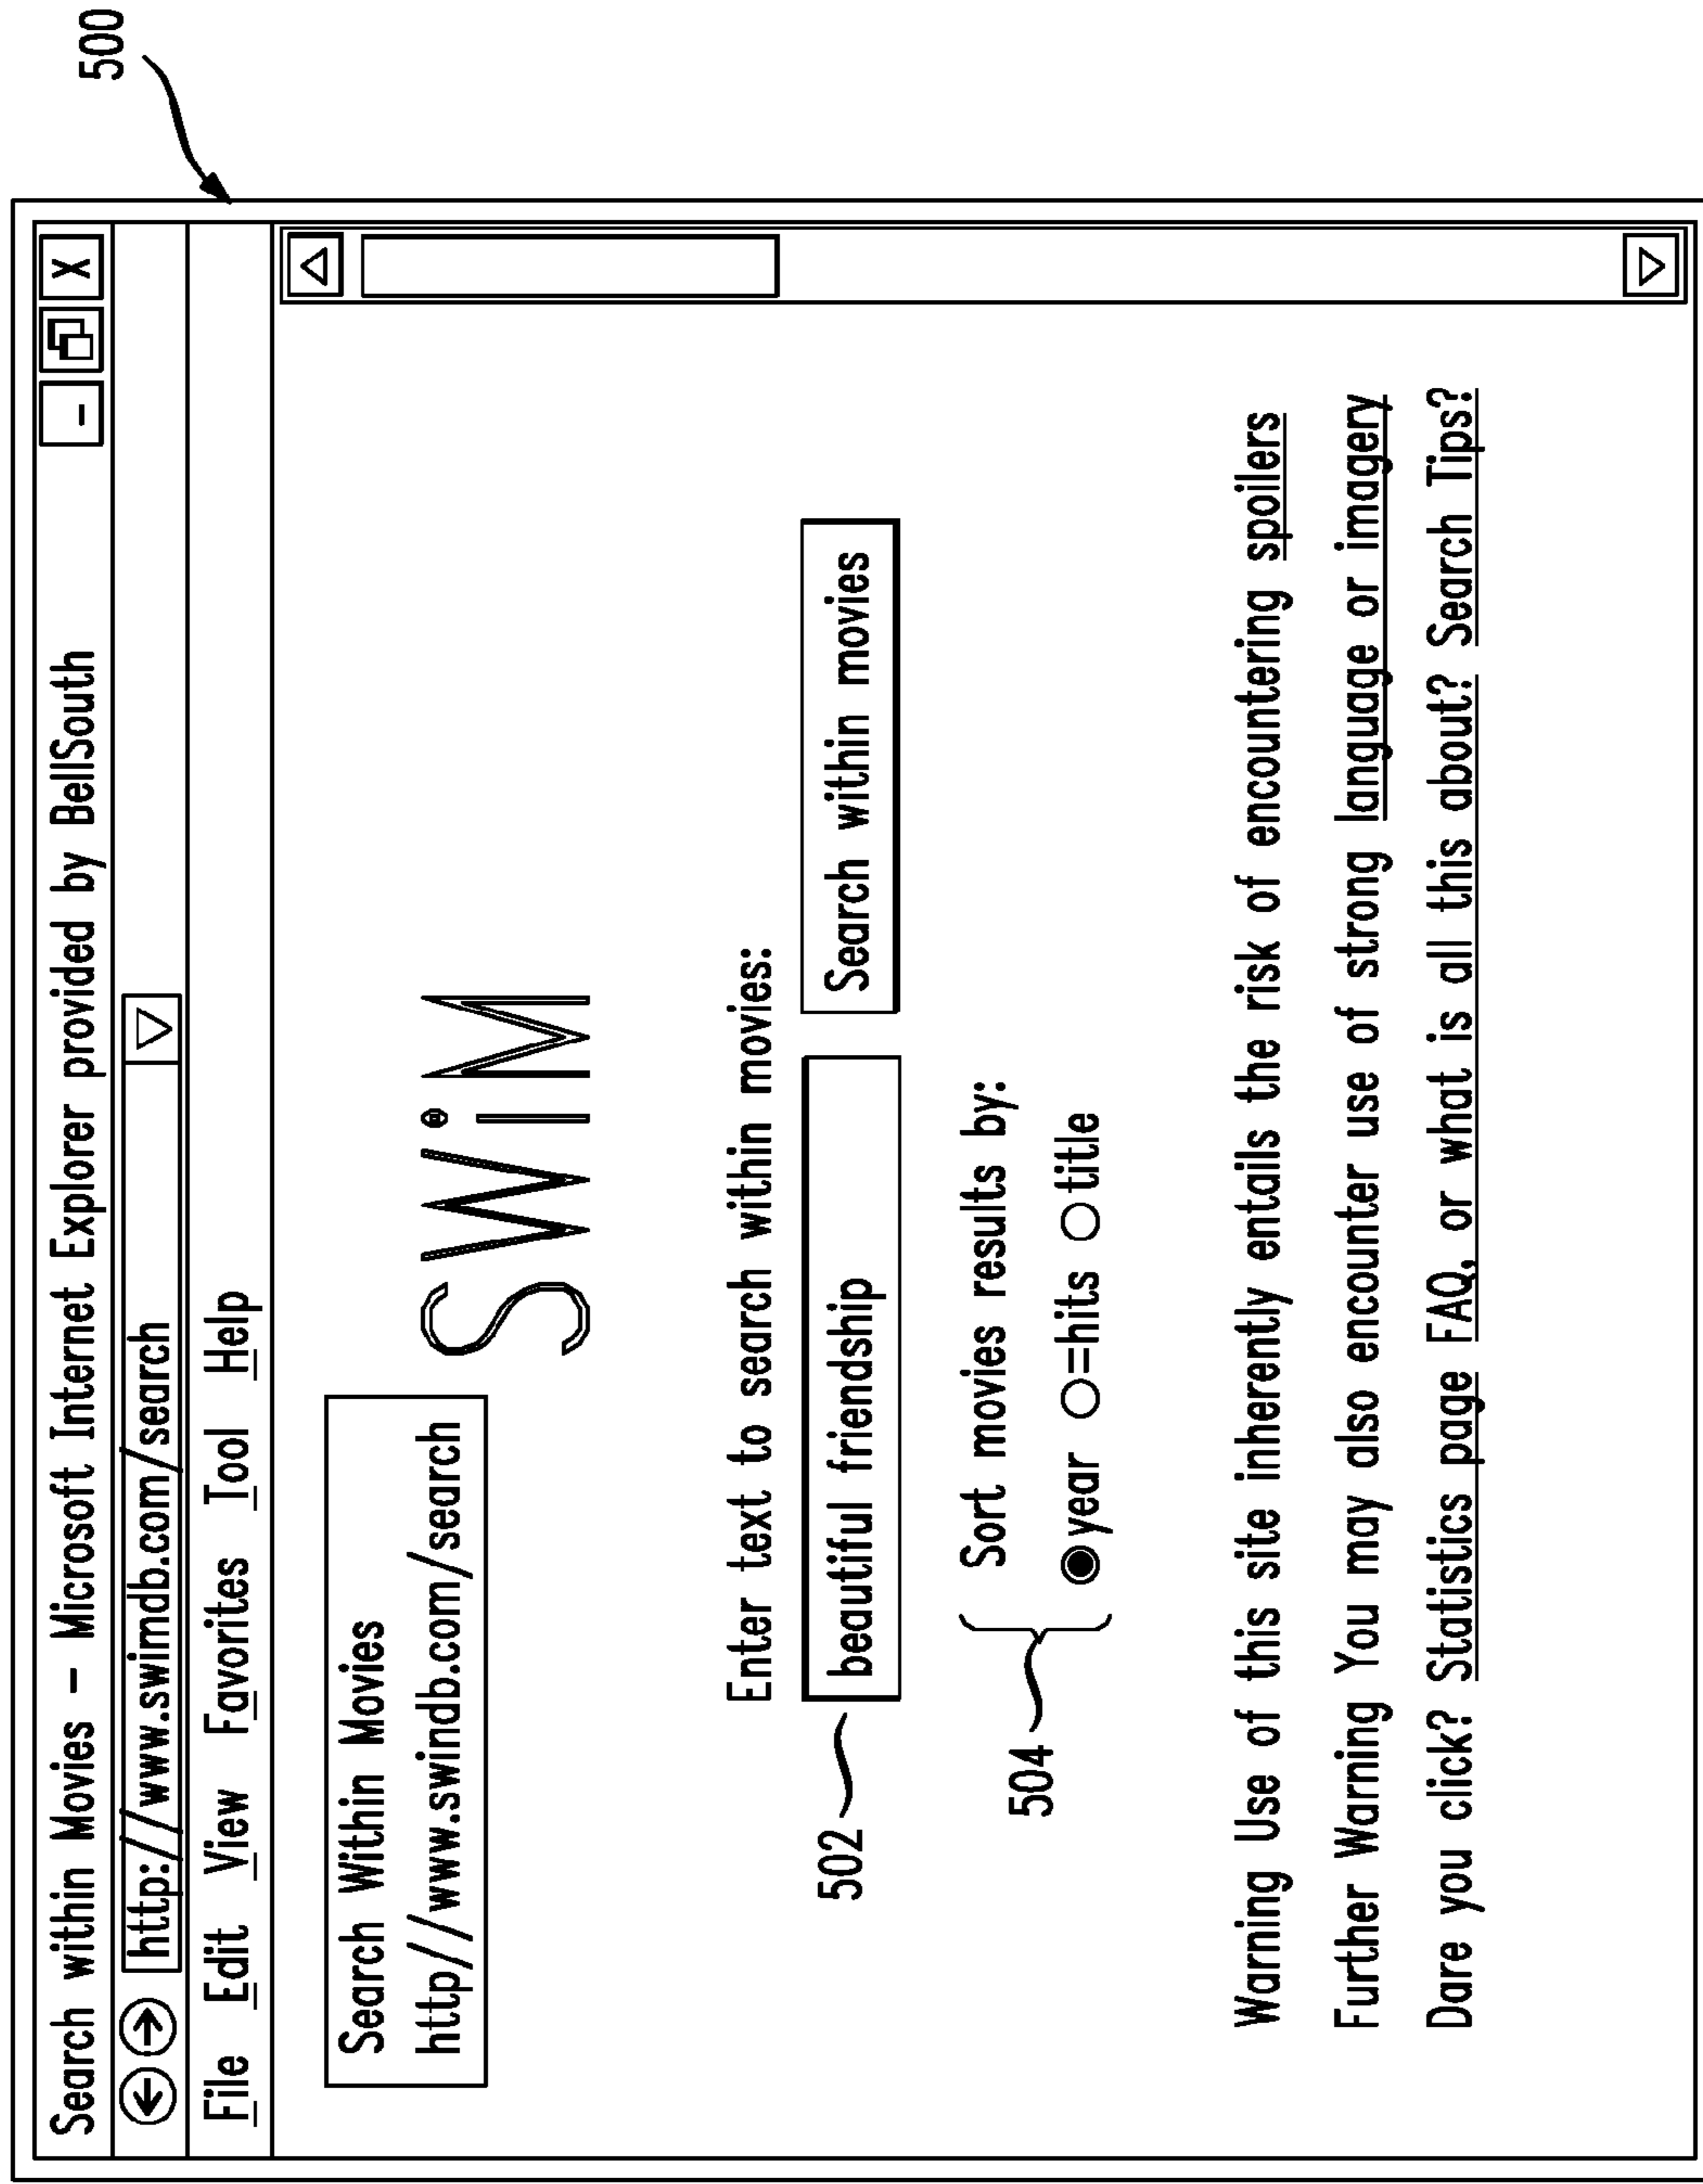 500
Search within Movies – Microsoft Internet Explorer provided by BellSouth
- X
http://www.swimdb.com/search
File Edit View Favorites Tool Help
Search Within Movies
http//www.swindb.com/search
SWiM
Enter text to search within movies:
502 beautiful friendship Search within movies
Sort movies results by:
504
year =hits title
Warning Use of this site inherently entails the risk of encountering spoilers
Further Warning You may also encounter use of strong language or imagery
Dare you click? Statistics page FAQ, or what is all this about? Search Tips?